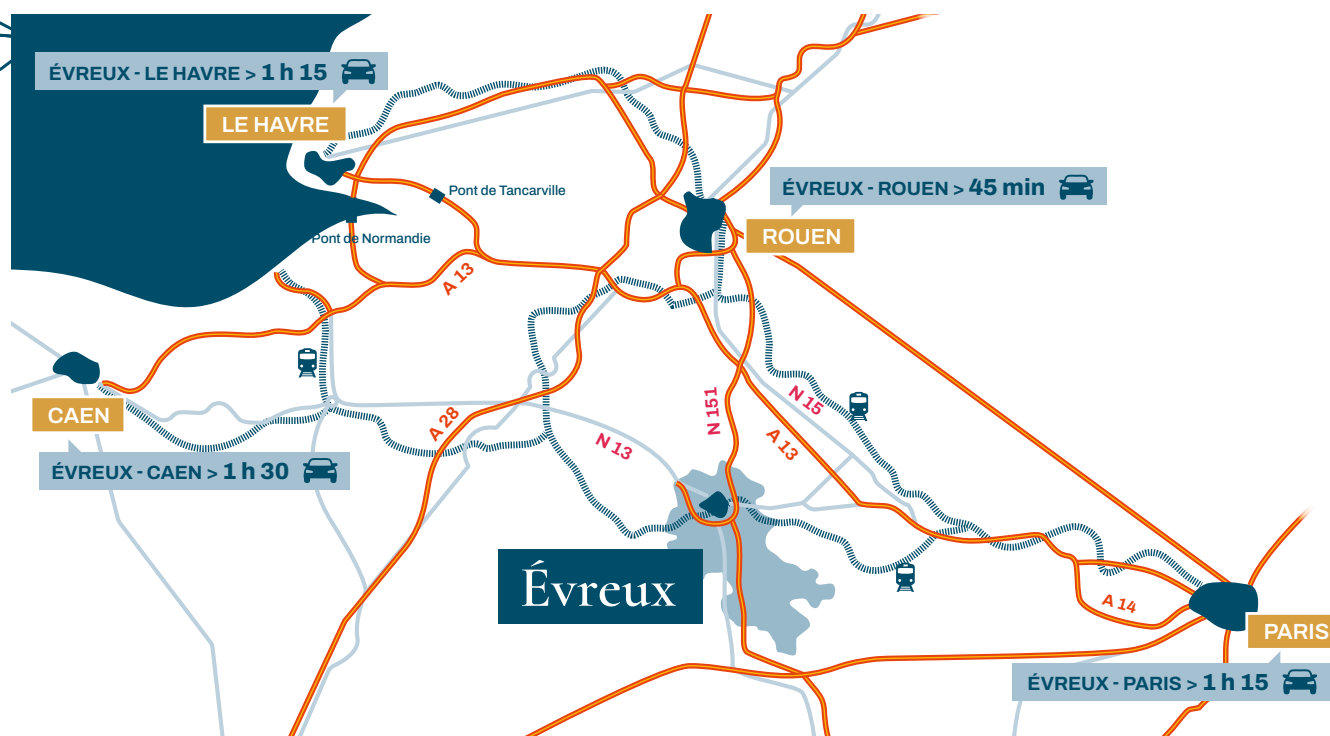 ÉVREUX - LE HAVRE > 1 h 15
LE HAVRE
Pont de Tancarville
ÉVREUX - ROUEN > 45 min
ROUEN
Pont de Normandie
A 13
CAEN
A 28
N 13
N 151
N 15
A 13
ÉVREUX - CAEN > 1 h 30
Évreux
A 14
PARIS
ÉVREUX - PARIS > 1 h 15